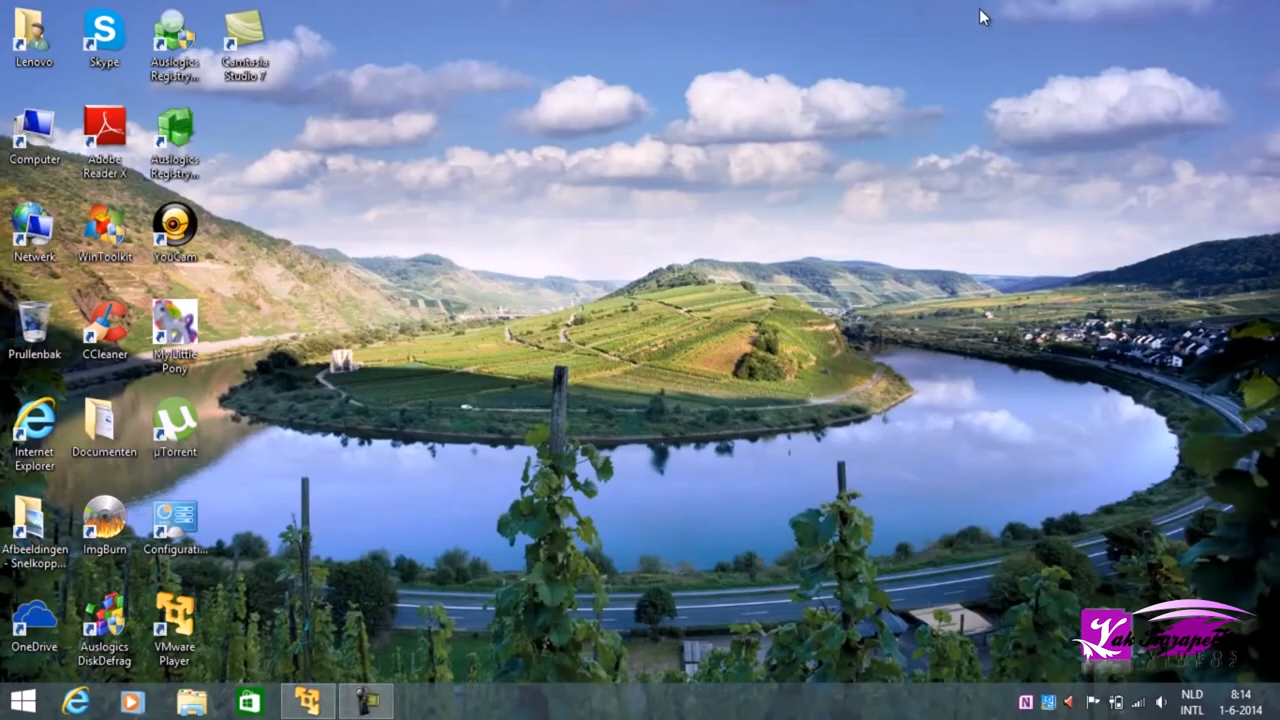 Lenovo
Skype
Auslogics
Registry...
Camtasia
Studio 7
Computer
Adobe
Reader X
Auslogics
Registry...
Netwerk
WinToolkit
YouCam
Prullenbak
CCleaner
My Little
Pony
Internet
Explorer
Documenten
µTorrent
Afbeeldingen
- Snelkopp...
ImgBurn
Configurati...
OneDrive
Auslogics
DiskDefrag
VMware
Player
NLD
INTL
8:14
1-6-2014